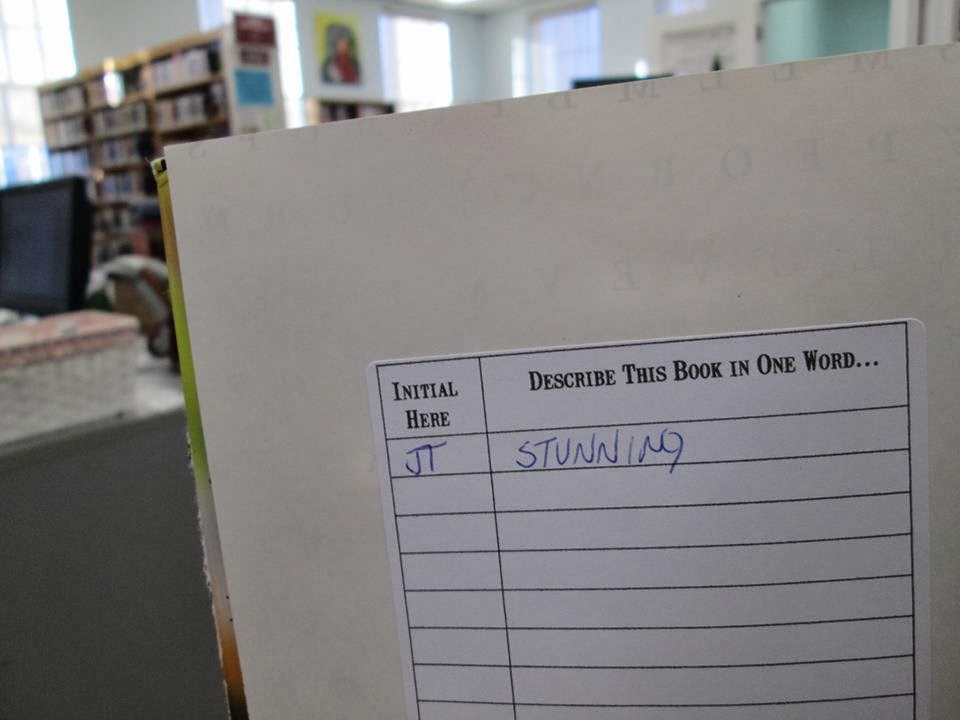 INITIAL HERE
DESCRIBE THIS BOOK IN ONE WORD...
JT STUNNING